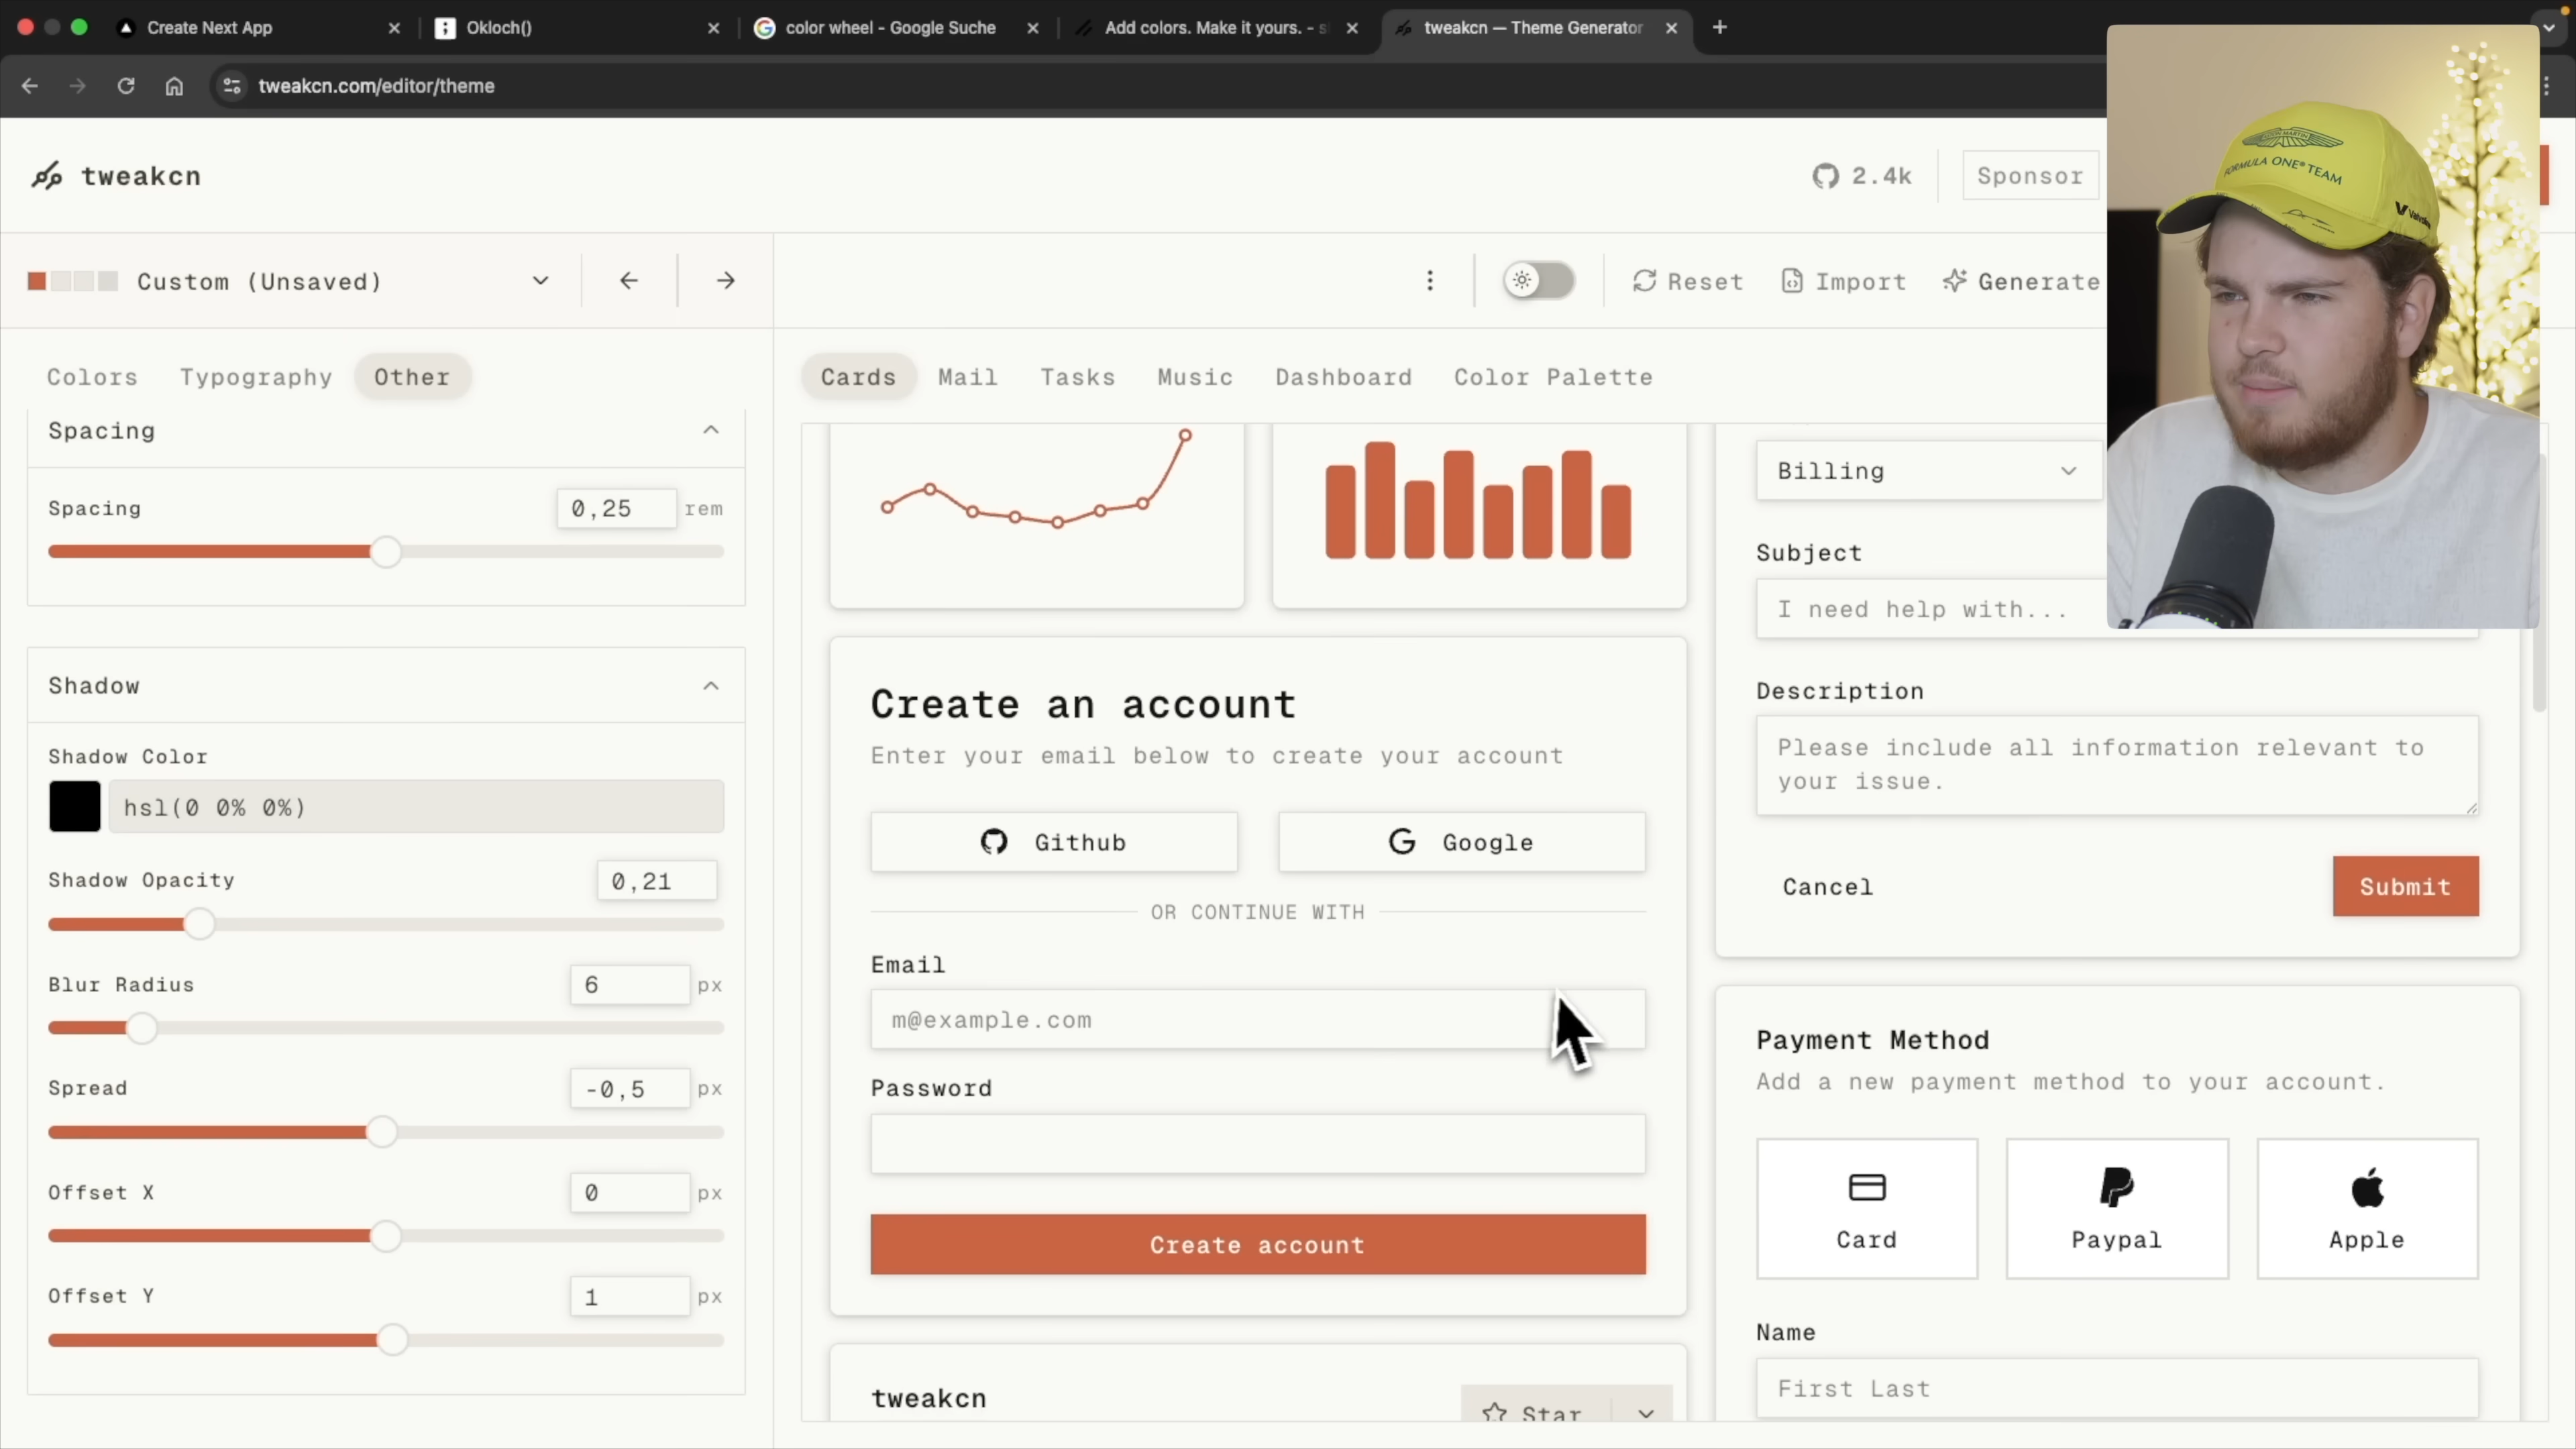 Create Next App
Okloch()
color wheel - Google Suche
Add colors. Make it yours. - s
tweakcn — Theme Generator
tweakcn.com/editor/theme
tweakcn
2.4k
Sponsor
Custom (Unsaved)
Reset
Import
Generate
Colors
Typography
Other
Cards
Mail
Tasks
Music
Dashboard
Color Palette
Spacing
Spacing
0,25
rem
Shadow
Shadow Color
hsl(0 0% 0%)
Shadow Opacity
0,21
Blur Radius
6
px
Spread
-0,5
px
Offset X
0
px
Offset Y
1
px
Create an account
Enter your email below to create your account
Github
Google
OR CONTINUE WITH
Email
m@example.com
Password
Create account
tweakcn
Star
Billing
Subject
I need help with...
Description
Please include all information relevant to
your issue.
Cancel
Submit
Payment Method
Add a new payment method to your account.
Card
Paypal
Apple
Name
First Last
ASTON MARTIN
FORMULA ONE® TEAM